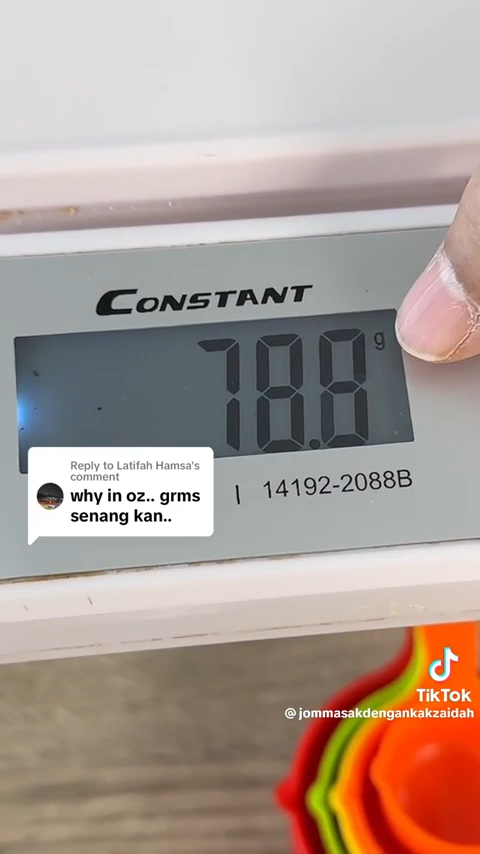 CONSTANT
78.8 g
I 14192-2088B
Reply to Latifah Hamsa's
comment
why in oz.. grms
senang kan..
TikTok
@jommasakdengankakzaidah